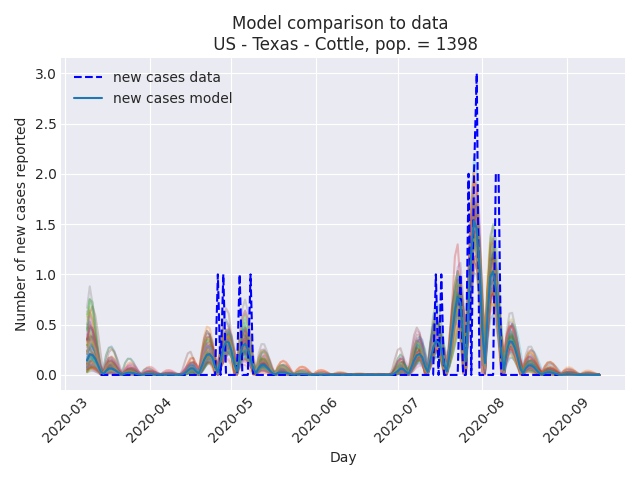 Model comparison to data
US - Texas - Cottle, pop. = 1398
new cases data
new cases model
Number of new cases reported
3.0
2.5
2.0
1.5
1.0
0.5
0.0
2020-03
2020-04
2020-05
2020-06
2020-07
2020-08
2020-09
Day